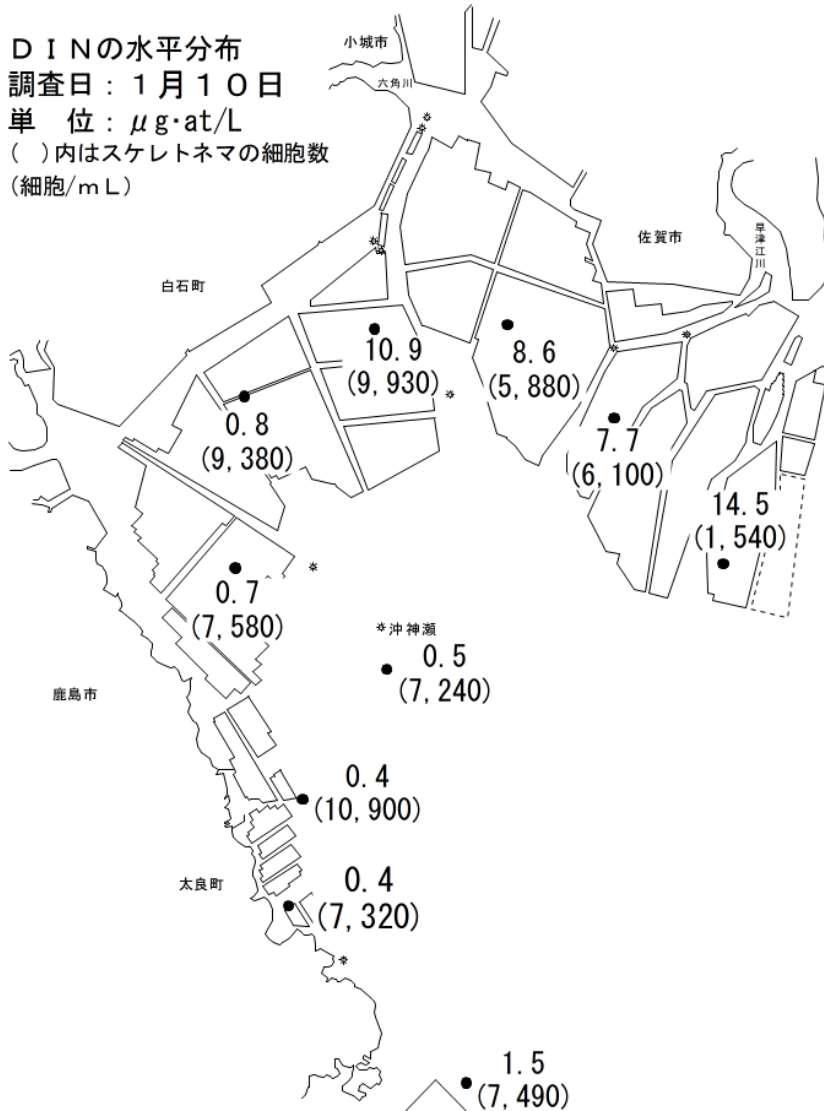 ＤＩＮの水平分布
調査日：１月１０日
単　位：μg·at/L
(　)内はスケレトネマの細胞数
(細胞/ｍＬ)
小城市
六角川
佐賀市
早津江川
白石町
10.9
(9,930)
8.6
(5,880)
0.8
(9,380)
7.7
(6,100)
14.5
(1,540)
0.7
(7,580)
沖神瀬
0.5
(7,240)
鹿島市
0.4
(10,900)
太良町
0.4
(7,320)
1.5
(7,490)